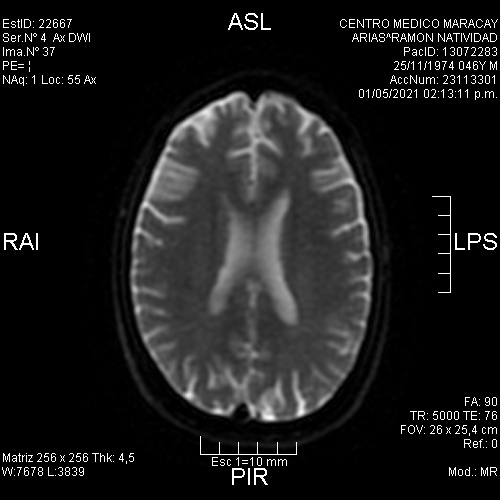 EstID: 22667
Ser.Nº 4 Ax DWI
Ima.Nº 37
PE= ¦
NAq: 1 Loc: 55 Ax
ASL
CENTRO MEDICO MARACAY
ARIAS^RAMON NATIVIDAD
PacID: 13072283
25/11/1974 046Y M
AccNum: 23113301
01/05/2021 02:13:11 p.m.
RAI
LPS
FA: 90
TR: 5000 TE: 76
FOV: 26 x 25,4 cm
Ref.: 0
Matriz 256 x 256 Thk: 4,5
W:7678 L:3839
Esc 1=10 mm
PIR
Mod.: MR